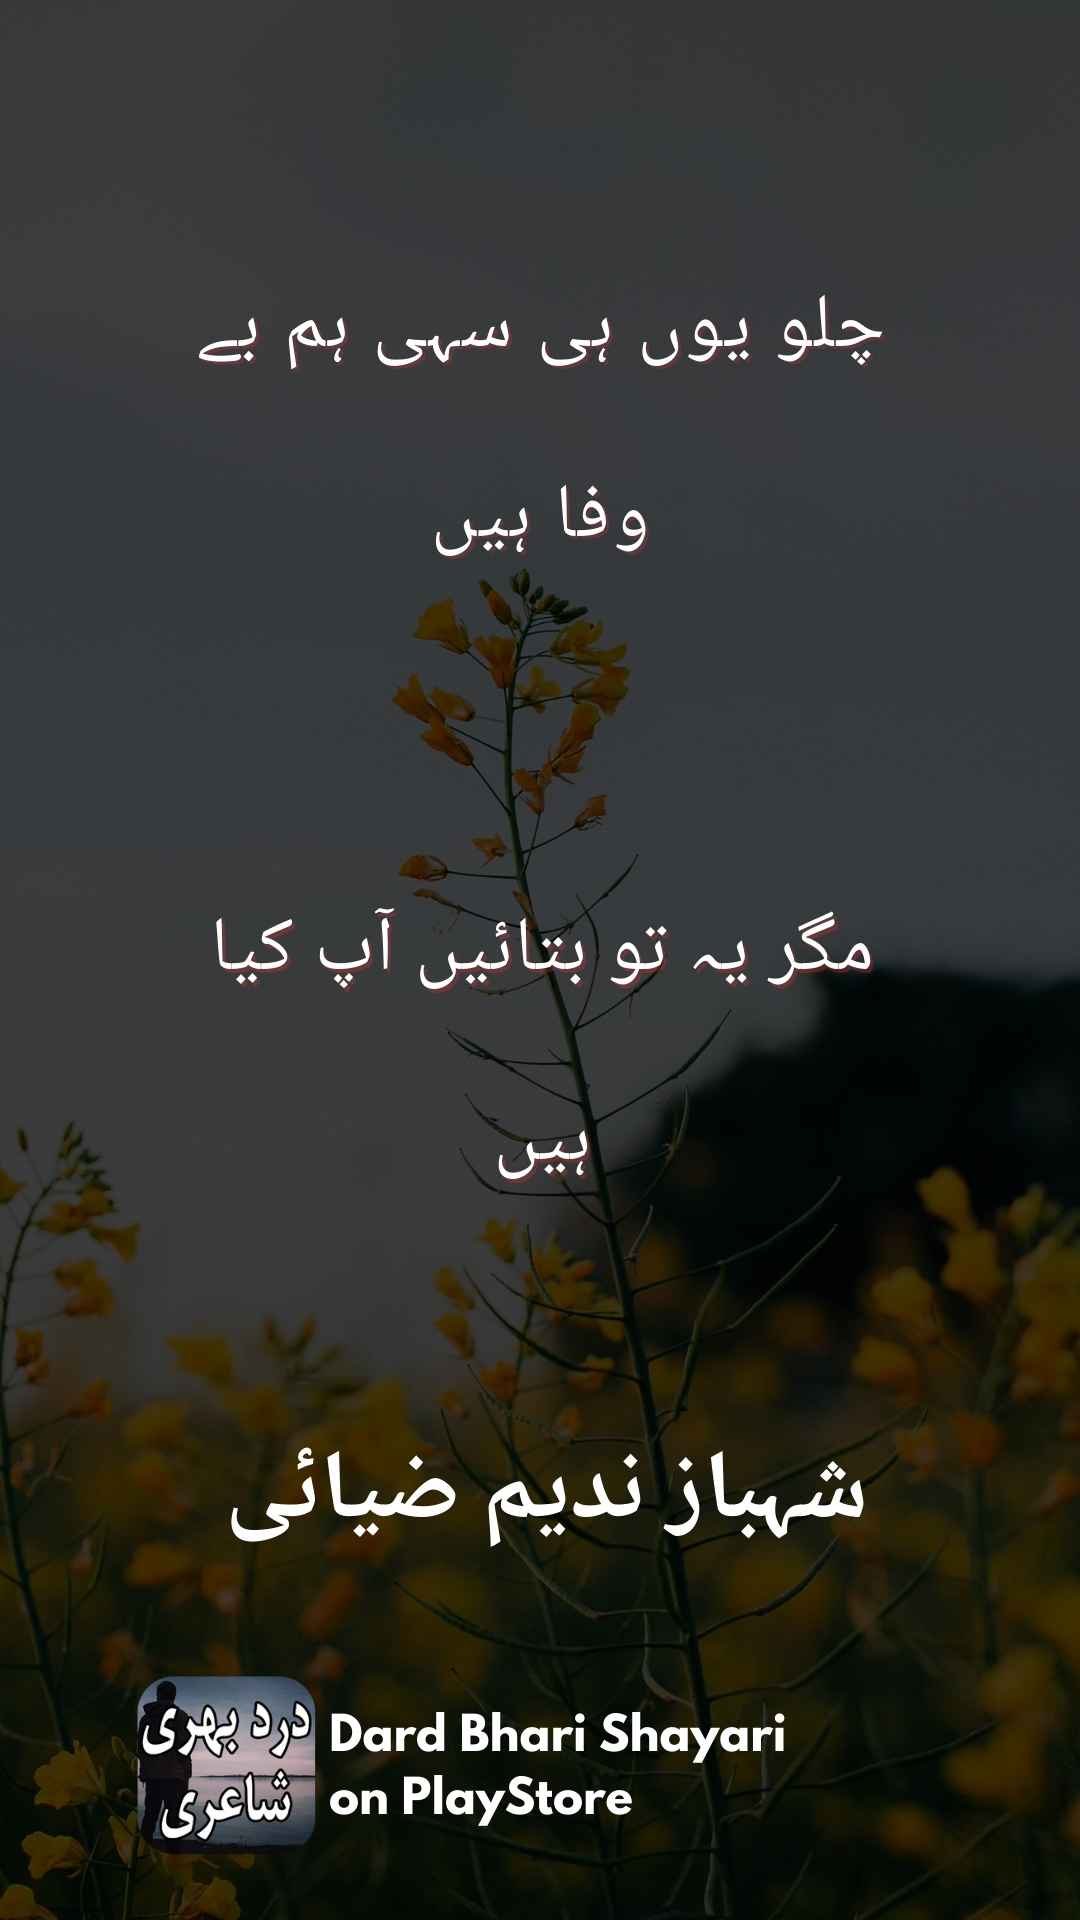 چلو یوں ہی سہی ہم بے
وفا ہیں
مگر یہ تو بتائیں آپ کیا
ہیں
شہباز ندیم ضیائی
درد بھری
شاعری
Dard Bhari Shayari
on PlayStore